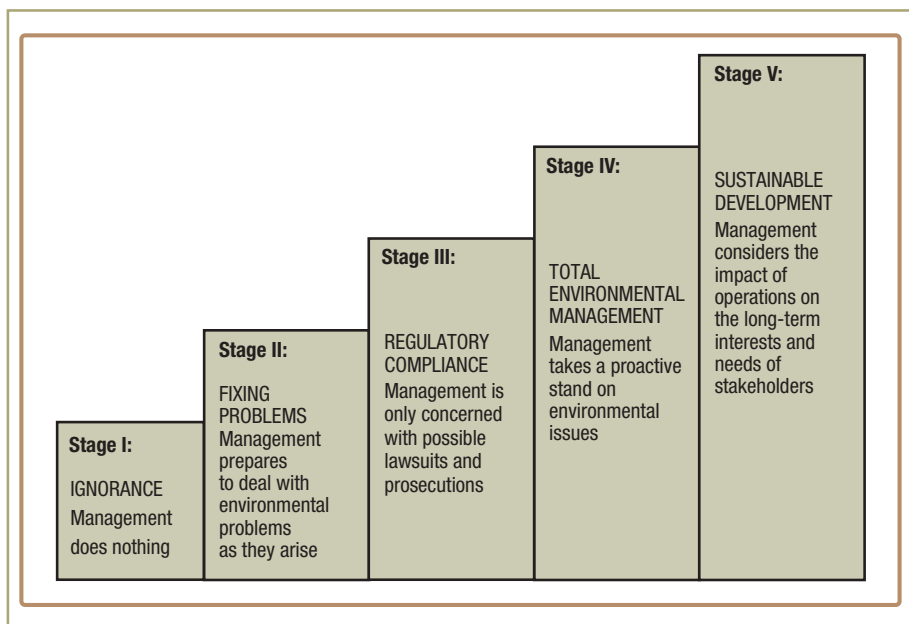 Stage I:
IGNORANCE
Management
does nothing
Stage II:
FIXING
PROBLEMS
Management
prepares
to deal with
environmental
problems
as they arise
Stage III:
REGULATORY
COMPLIANCE
Management is
only concerned
with possible
lawsuits and
prosecutions
Stage IV:
TOTAL
ENVIRONMENTAL
MANAGEMENT
Management
takes a proactive
stand on
environmental
issues
Stage V:
SUSTAINABLE
DEVELOPMENT
Management
considers the
impact of
operations on
the long-term
interests and
needs of
stakeholders